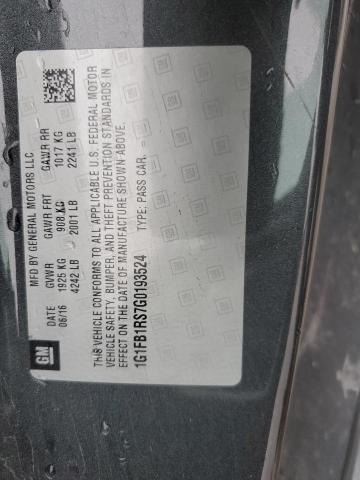 GM
MFD BY GENERAL MOTORS LLC
DATE GVWR GAWR FRT GAWR RR
06/16 1925 KG 908 KG 1017 KG
4242 LB 2001 LB 2241 LB
THIS VEHICLE CONFORMS TO ALL APPLICABLE U.S. FEDERAL MOTOR
VEHICLE SAFETY, BUMPER, AND THEFT PREVENTION STANDARDS IN
EFFECT ON THE DATE OF MANUFACTURE SHOWN ABOVE.
TYPE: PASS CAR.
1G1FB1RS7G0193524